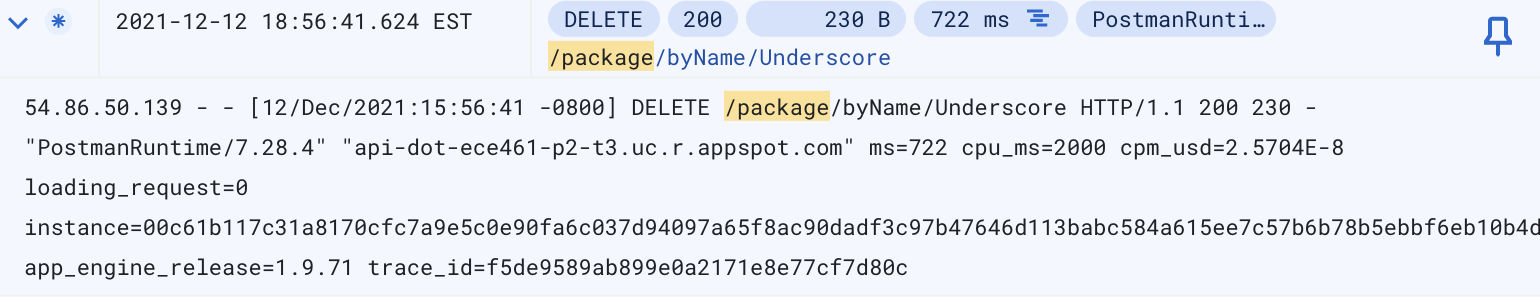 2021-12-12 18:56:41.624 EST DELETE 200 230 B 722 ms PostmanRunti…
/package/byName/Underscore
54.86.50.139 - - [12/Dec/2021:15:56:41 -0800] DELETE /package/byName/Underscore HTTP/1.1 200 230 -
"PostmanRuntime/7.28.4" "api-dot-ece461-p2-t3.uc.r.appspot.com" ms=722 cpu_ms=2000 cpm_usd=2.5704E-8
loading_request=0
instance=00c61b117c31a8170cfc7a9e5c0e90fa6c037d94097a65f8ac90dadf3c97b47646d113babc584a615ee7c57b6b78b5ebbf6eb10b4d
app_engine_release=1.9.71 trace_id=f5de9589ab899e0a2171e8e77cf7d80c